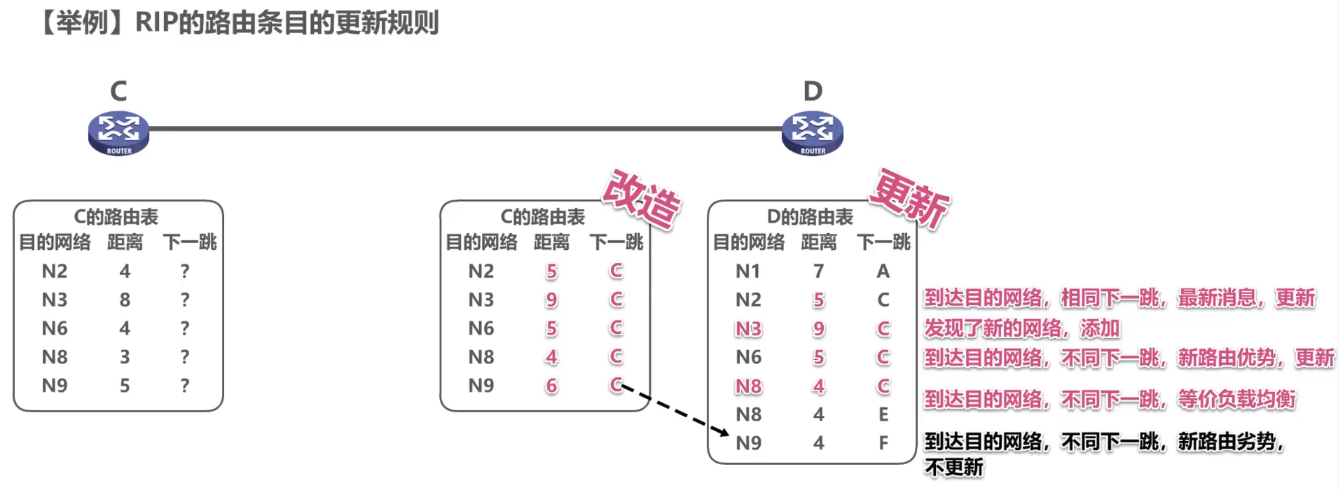 【举例】RIP的路由条目的更新规则
C
D
ROUTER
ROUTER
改造
更新
C的路由表
目的网络 距离 下一跳
N2 4 ?
N3 8 ?
N6 4 ?
N8 3 ?
N9 5 ?
C的路由表
目的网络 距离 下一跳
N2 5 C
N3 9 C
N6 5 C
N8 4 C
N9 6 C
D的路由表
目的网络 距离 下一跳
N1 7 A
N2 5 C
N3 9 C
N6 5 C
N8 4 C
N8 4 E
N9 4 F
到达目的网络，相同下一跳，最新消息，更新
发现了新的网络，添加
到达目的网络，不同下一跳，新路由优势，更新
到达目的网络，不同下一跳，等价负载均衡
到达目的网络，不同下一跳，新路由劣势，
不更新